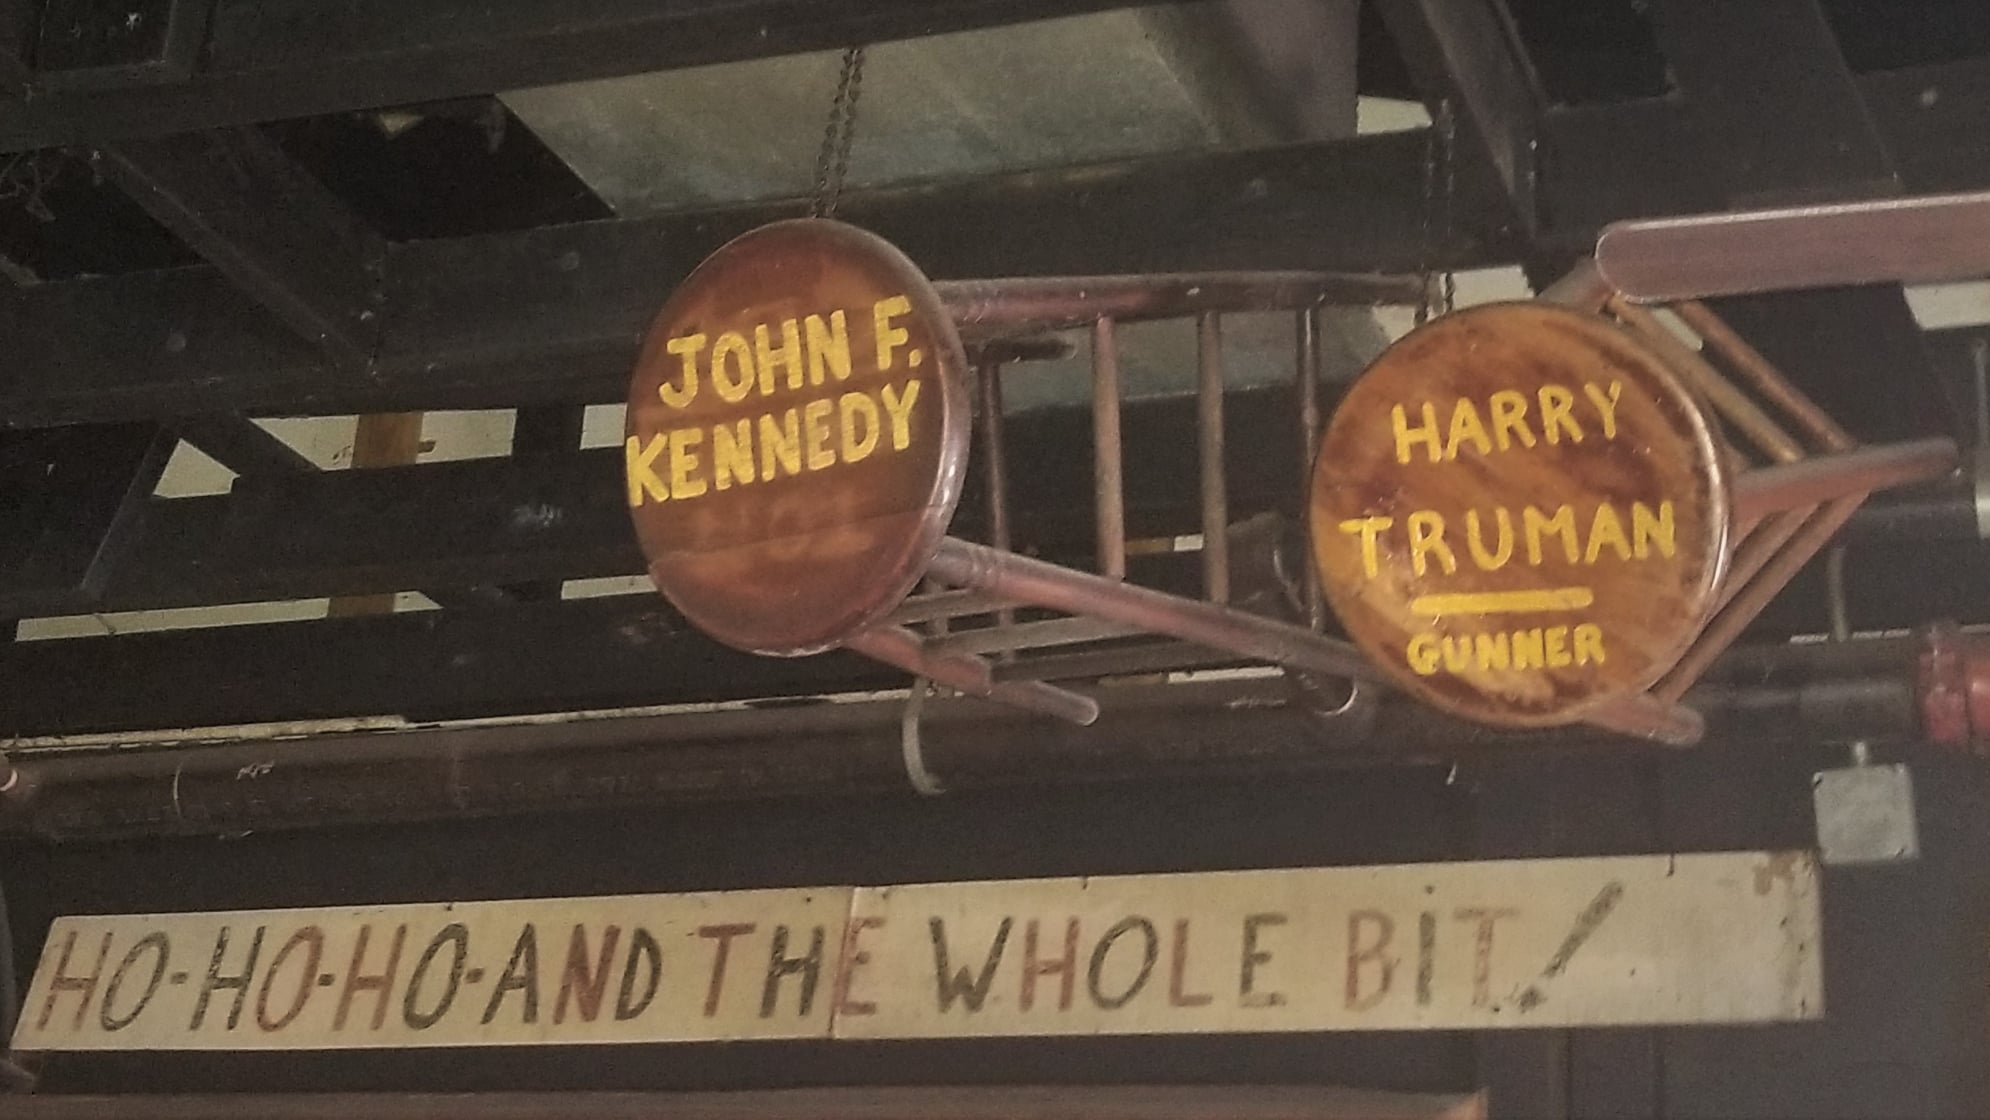 JOHN F.
KENNEDY
HARRY
TRUMAN
GUNNER
HO-HO-HO-AND THE WHOLE BIT!